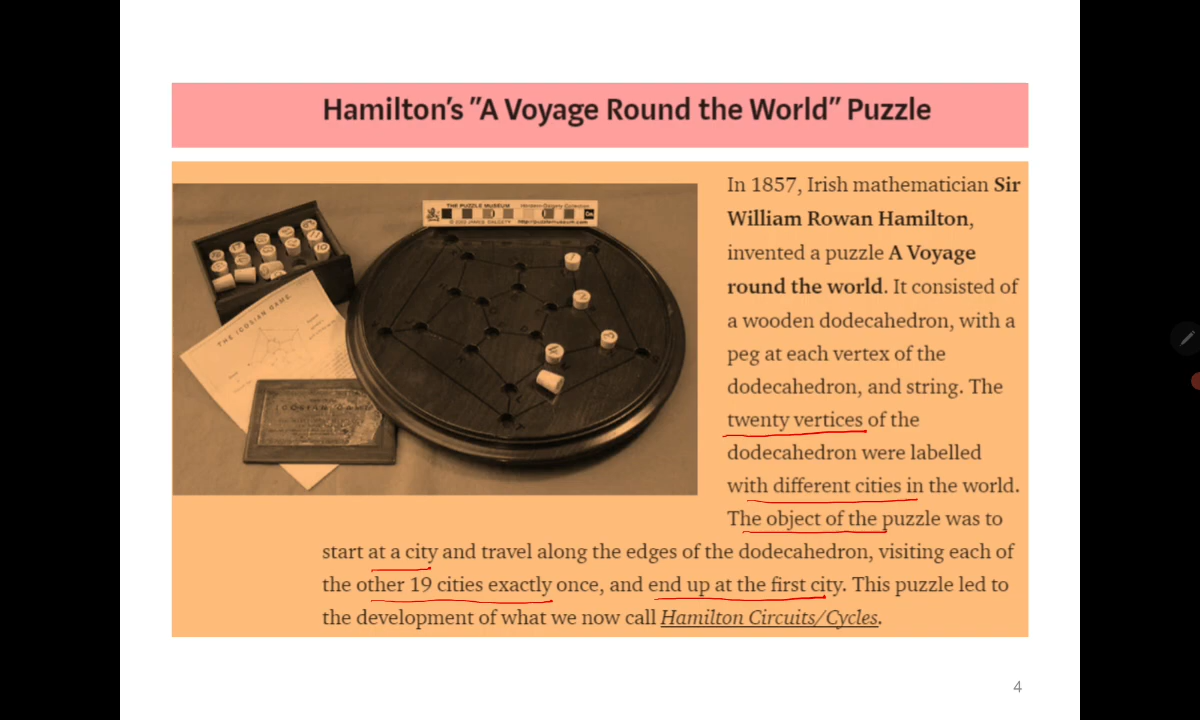 Hamilton's "A Voyage Round the World" Puzzle
In 1857, Irish mathematician Sir
William Rowan Hamilton,
invented a puzzle A Voyage
round the world. It consisted of
a wooden dodecahedron, with a
peg at each vertex of the
dodecahedron, and string. The
twenty vertices of the
dodecahedron were labelled
with different cities in the world.
The object of the puzzle was to
start at a city and travel along the edges of the dodecahedron, visiting each of
the other 19 cities exactly once, and end up at the first city. This puzzle led to
the development of what we now call Hamilton Circuits/Cycles.
THE PUZZLE MUSEUM
THE ICOSIAN GAME
1
2
3
4